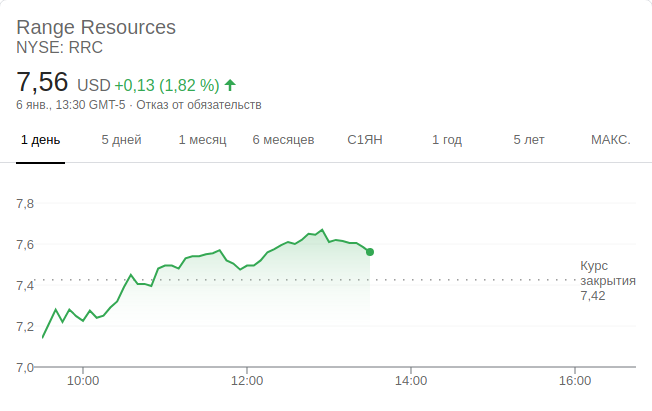 Range Resources
NYSE: RRC
7,56 USD +0,13 (1,82 %)
6 янв., 13:30 GMT-5 · Отказ от обязательств
1 день 5 дней 1 месяц 6 месяцев С1ЯН 1 год 5 лет МАКС.
7,8
7,6
Курс
закрытия
7,42
7,4
7,2
7,0
10:00 12:00 14:00 16:00